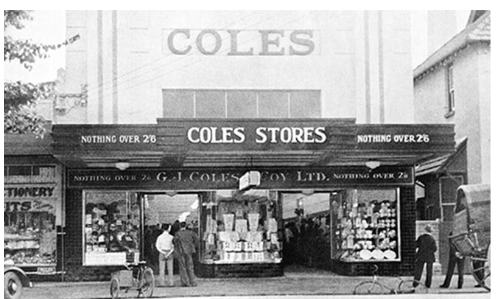 COLES
NOTHING OVER 2'6 COLES STORES NOTHING OVER 2'6
NOTHING OVER 2'6 G.J. COLES & COY LTD. NOTHING OVER 2'6